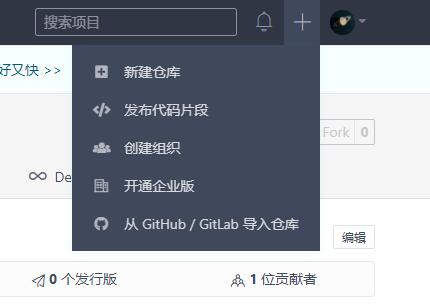 搜索项目
好又快 >>
新建仓库
发布代码片段
创建组织
Fork 0
De
开通企业版
从 GitHub / GitLab 导入仓库
编辑
0 个发行版
1 位贡献者